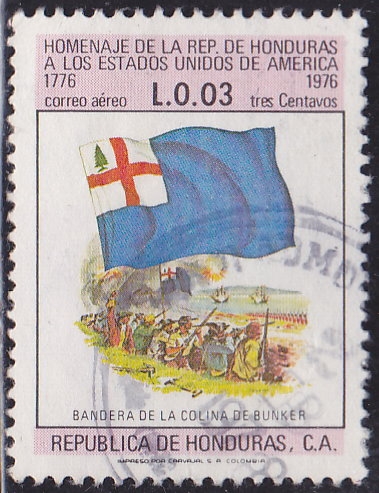 HOMENAJE DE LA REP. DE HONDURAS
A LOS ESTADOS UNIDOS DE AMERICA
1776 1976
correo aéreo L.0.03 tres Centavos
BANDERA DE LA COLINA DE BUNKER
REPUBLICA DE HONDURAS, C.A.
IMPRESO POR CARVAJAL S. A. COLOMBIA